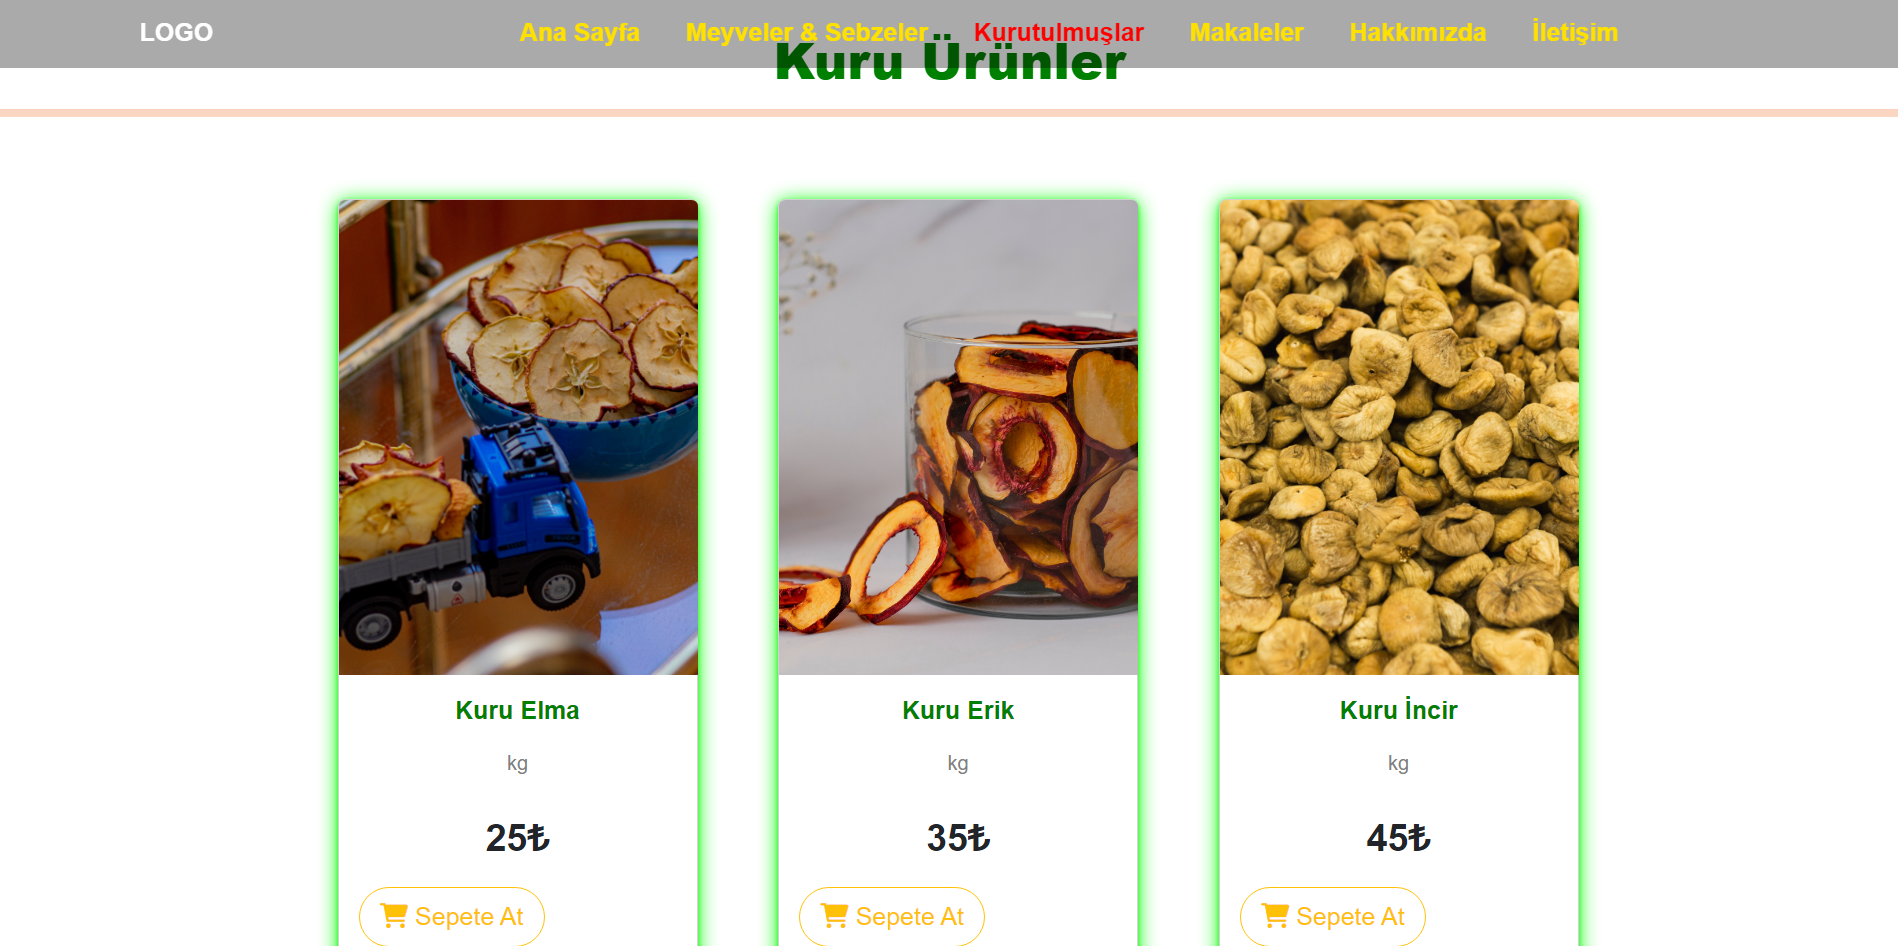 LOGO Ana Sayfa Meyveler & Sebzeler Kurutulmuşlar Makaleler Hakkımızda İletişim
Kuru Ürünler
Kuru Elma
kg
25₺
Sepete At
Kuru Erik
kg
35₺
Sepete At
Kuru İncir
kg
45₺
Sepete At